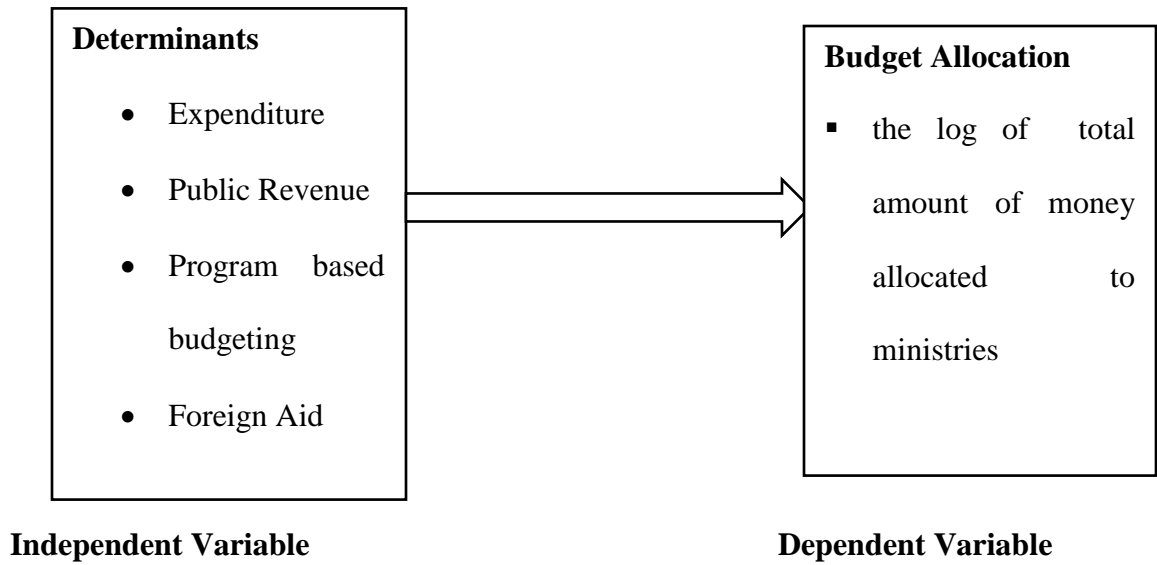 Determinants
• Expenditure
• Public Revenue
• Program based
budgeting
• Foreign Aid
Budget Allocation
▪ the log of total
amount of money
allocated to
ministries
Independent Variable
Dependent Variable